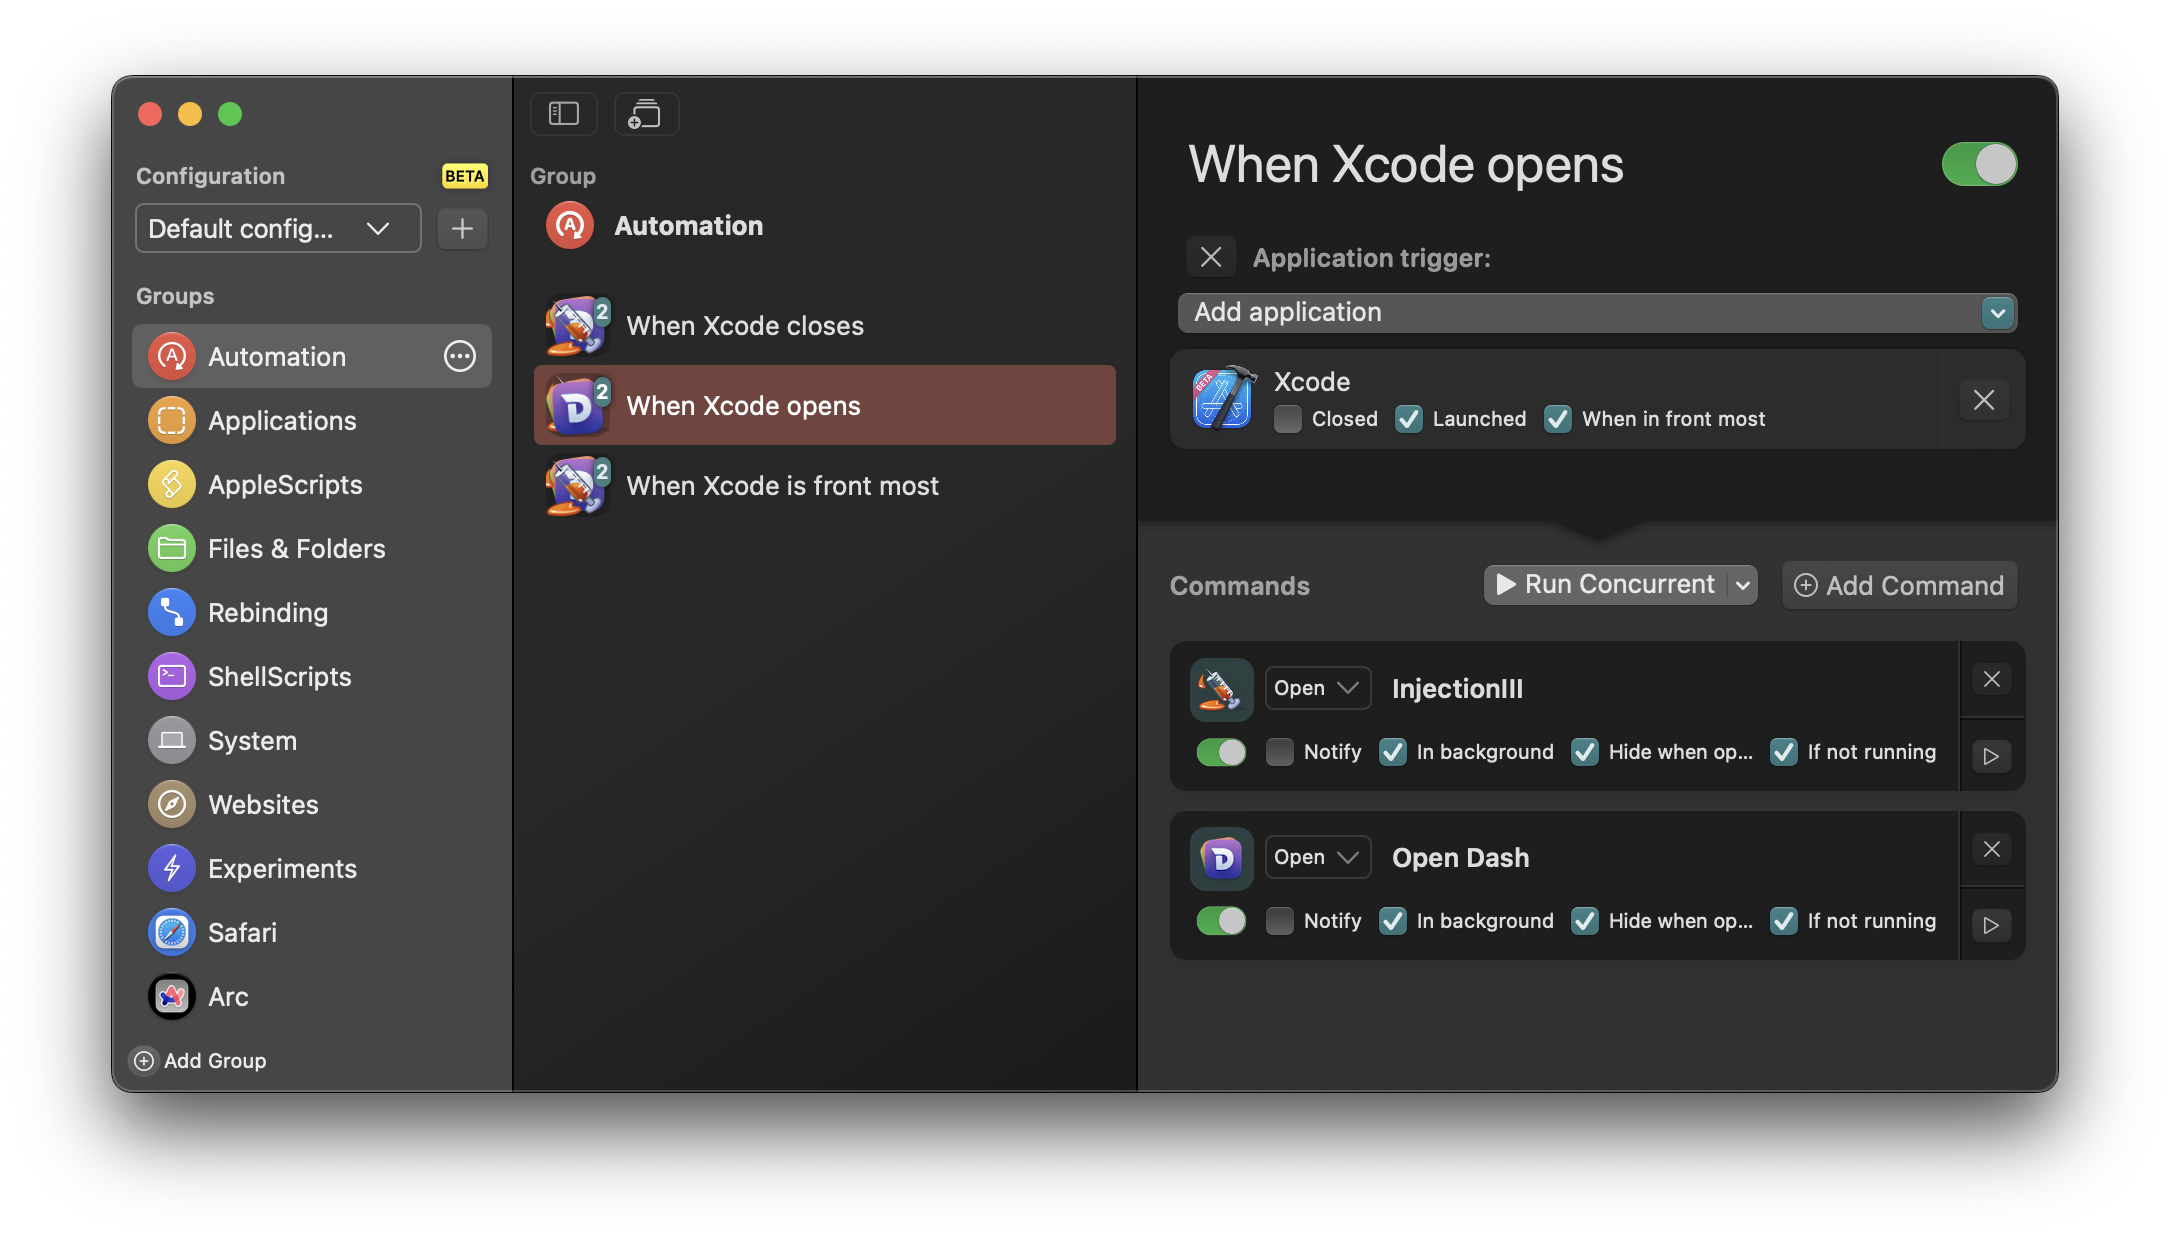 Configuration
BETA
Default config...
Groups
Automation
Applications
AppleScripts
Files & Folders
Rebinding
ShellScripts
System
Websites
Experiments
Safari
Arc
Add Group
Group
Automation
2
When Xcode closes
2
When Xcode opens
2
When Xcode is front most
When Xcode opens
Application trigger:
Add application
BETA
Xcode
Closed Launched When in front most
Commands
Run Concurrent
Add Command
Open
InjectionIII
Notify In background Hide when op... If not running
Open
Open Dash
Notify In background Hide when op... If not running